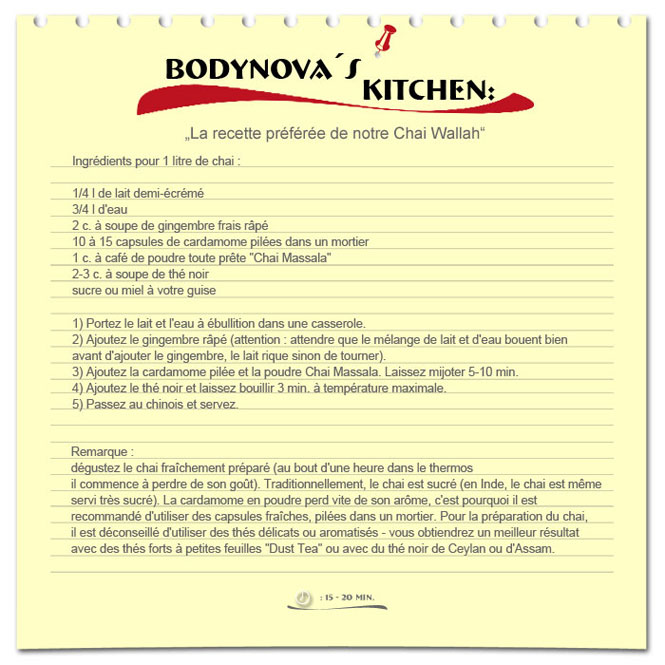 BODYNOVA´S
KITCHEN:
„La recette préférée de notre Chai Wallah“
Ingrédients pour 1 litre de chai :
1/4 l de lait demi-écrémé
3/4 l d'eau
2 c. à soupe de gingembre frais râpé
10 à 15 capsules de cardamome pilées dans un mortier
1 c. à café de poudre toute prête "Chai Massala"
2-3 c. à soupe de thé noir
sucre ou miel à votre guise
1) Portez le lait et l'eau à ébullition dans une casserole.
2) Ajoutez le gingembre râpé (attention : attendre que le mélange de lait et d'eau bouent bien
avant d'ajouter le gingembre, le lait rique sinon de tourner).
3) Ajoutez la cardamome pilée et la poudre Chai Massala. Laissez mijoter 5-10 min.
4) Ajoutez le thé noir et laissez bouillir 3 min. à température maximale.
5) Passez au chinois et servez.
Remarque :
dégustez le chai fraîchement préparé (au bout d'une heure dans le thermos
il commence à perdre de son goût). Traditionnellement, le chai est sucré (en Inde, le chai est même
servi très sucré). La cardamome en poudre perd vite de son arôme, c'est pourquoi il est
recommandé d'utiliser des capsules fraîches, pilées dans un mortier. Pour la préparation du chai,
il est déconseillé d'utiliser des thés délicats ou aromatisés - vous obtiendrez un meilleur résultat
avec des thés forts à petites feuilles "Dust Tea" ou avec du thé noir de Ceylan ou d'Assam.
: 15 - 20 MIN.